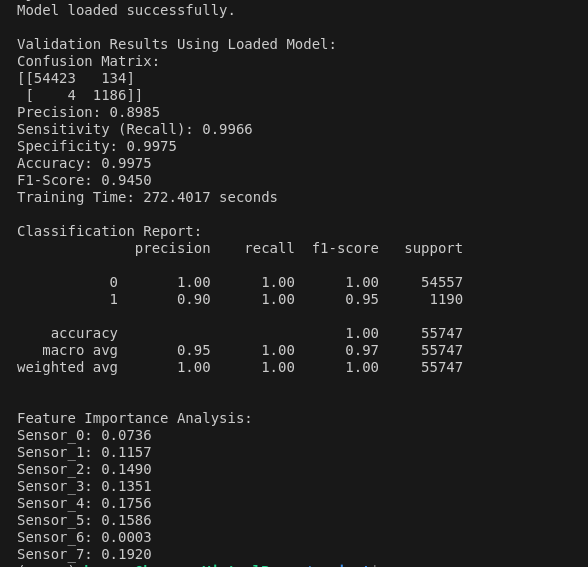 Model loaded successfully.
Validation Results Using Loaded Model:
Confusion Matrix:
[[54423   134]
 [    4  1186]]
Precision: 0.8985
Sensitivity (Recall): 0.9966
Specificity: 0.9975
Accuracy: 0.9975
F1-Score: 0.9450
Training Time: 272.4017 seconds
Classification Report:
              precision    recall  f1-score   support
           0       1.00      1.00      1.00     54557
           1       0.90      1.00      0.95      1190
    accuracy                           1.00     55747
   macro avg       0.95      1.00      0.97     55747
weighted avg       1.00      1.00      1.00     55747
Feature Importance Analysis:
Sensor_0: 0.0736
Sensor_1: 0.1157
Sensor_2: 0.1490
Sensor_3: 0.1351
Sensor_4: 0.1756
Sensor_5: 0.1586
Sensor_6: 0.0003
Sensor_7: 0.1920